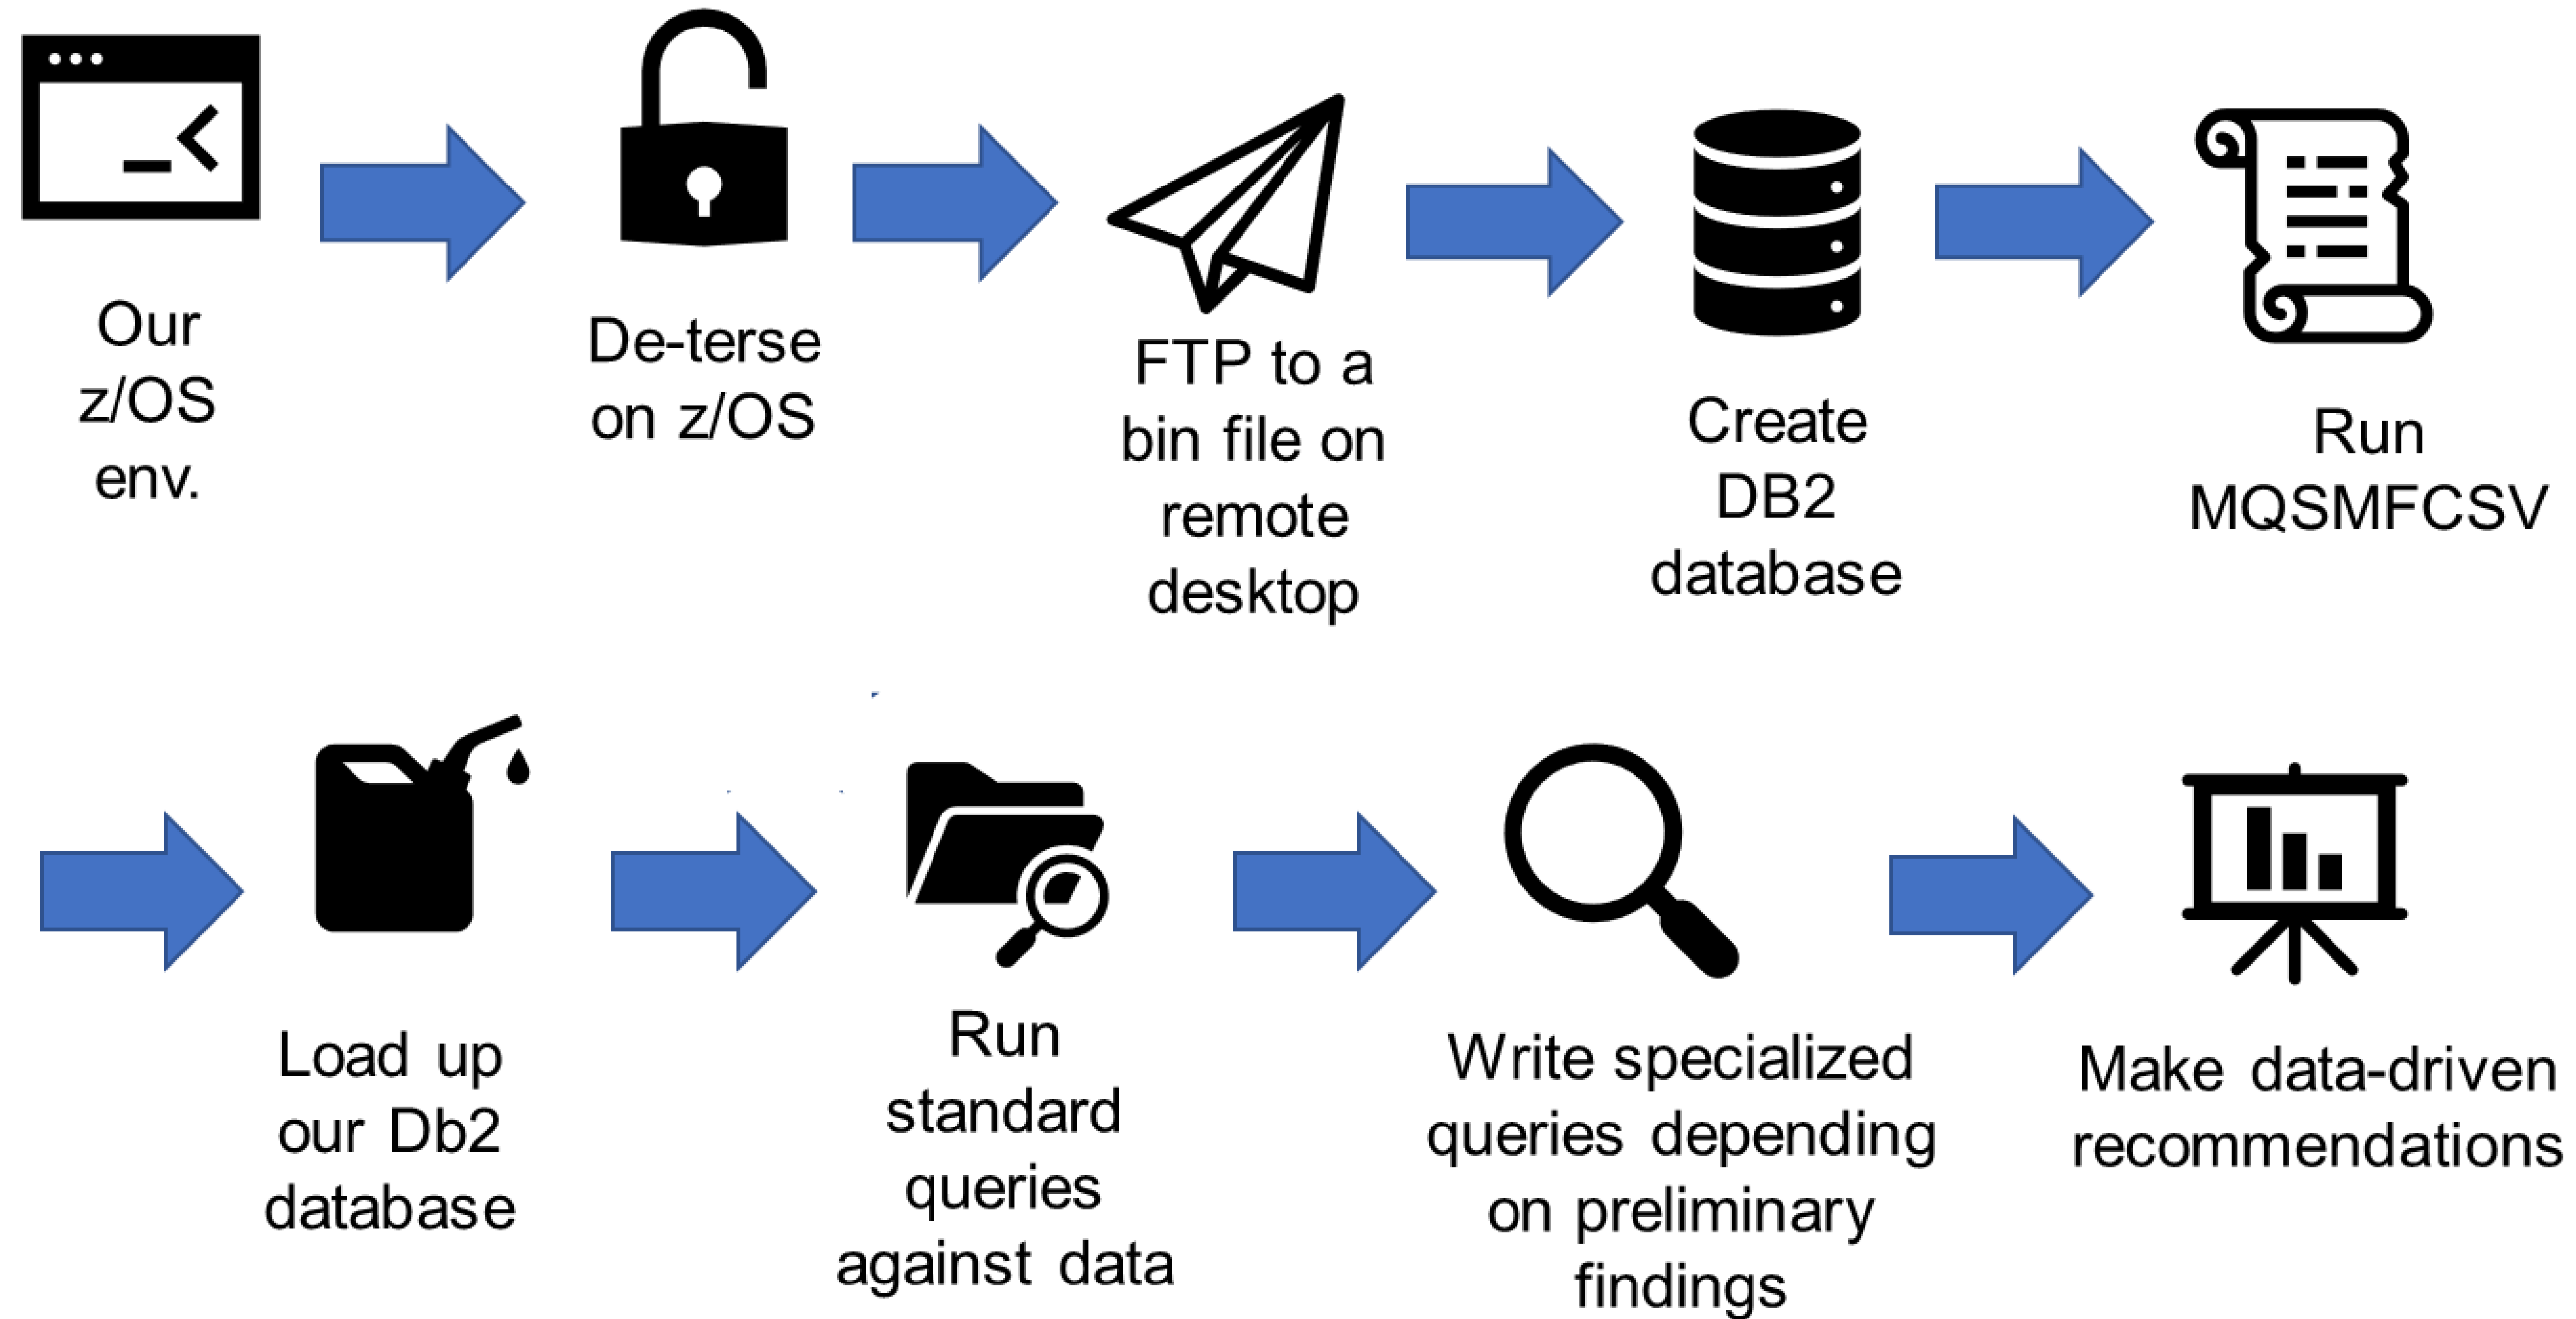 Our
z/OS
env.
De-terse
on z/OS
FTP to a
bin file on
remote
desktop
Create
DB2
database
Run
MQSMFCSV
Load up
our Db2
database
Run
standard
queries
against data
Write specialized
queries depending
on preliminary
findings
Make data-driven
recommendations